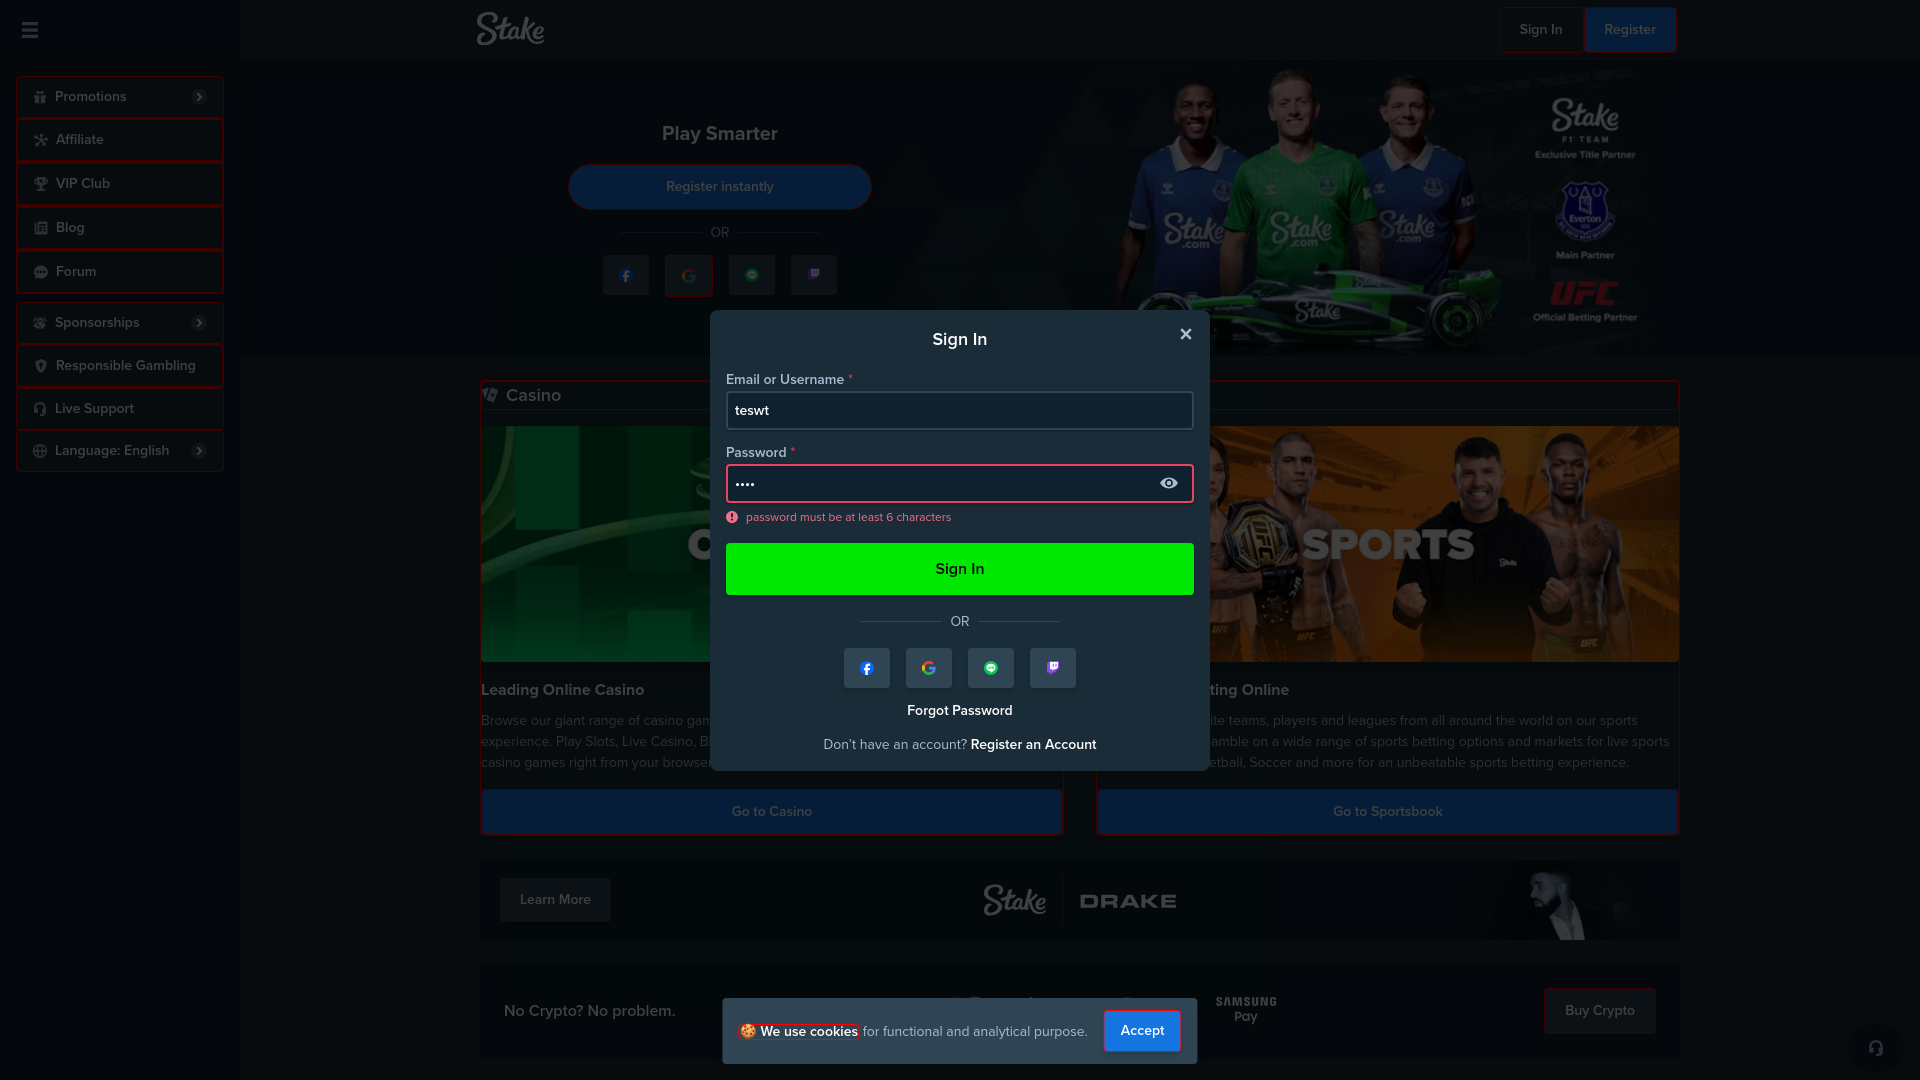 Stake
Sign In
Register
Promotions
Affiliate
VIP Club
Blog
Forum
Sponsorships
Responsible Gambling
Live Support
Language: English
Play Smarter
Register instantly
OR
Stake
F1 TEAM
Exclusive Title Partner
Everton
Main Partner
UFC
Official Betting Partner
Stake
.com
Stake
.com
Stake
.com
Stake
Sign In
Email or Username *
teswt
Password *
••••
password must be at least 6 characters
Sign In
OR
Forgot Password
Don't have an account? Register an Account
Casino
SPORTS
Stake
UFC
UFC
Leading Online Casino
Browse our giant range of casino gam
experience. Play Slots, Live Casino, Bl
casino games right from your browser
Go to Casino
ting Online
ite teams, players and leagues from all around the world on our sports
amble on a wide range of sports betting options and markets for live sports
etball, Soccer and more for an unbeatable sports betting experience.
Go to Sportsbook
Learn More
Stake
DRAKE
No Crypto? No problem.
SAMSUNG
Pay
Buy Crypto
We use cookies for functional and analytical purpose.
Accept